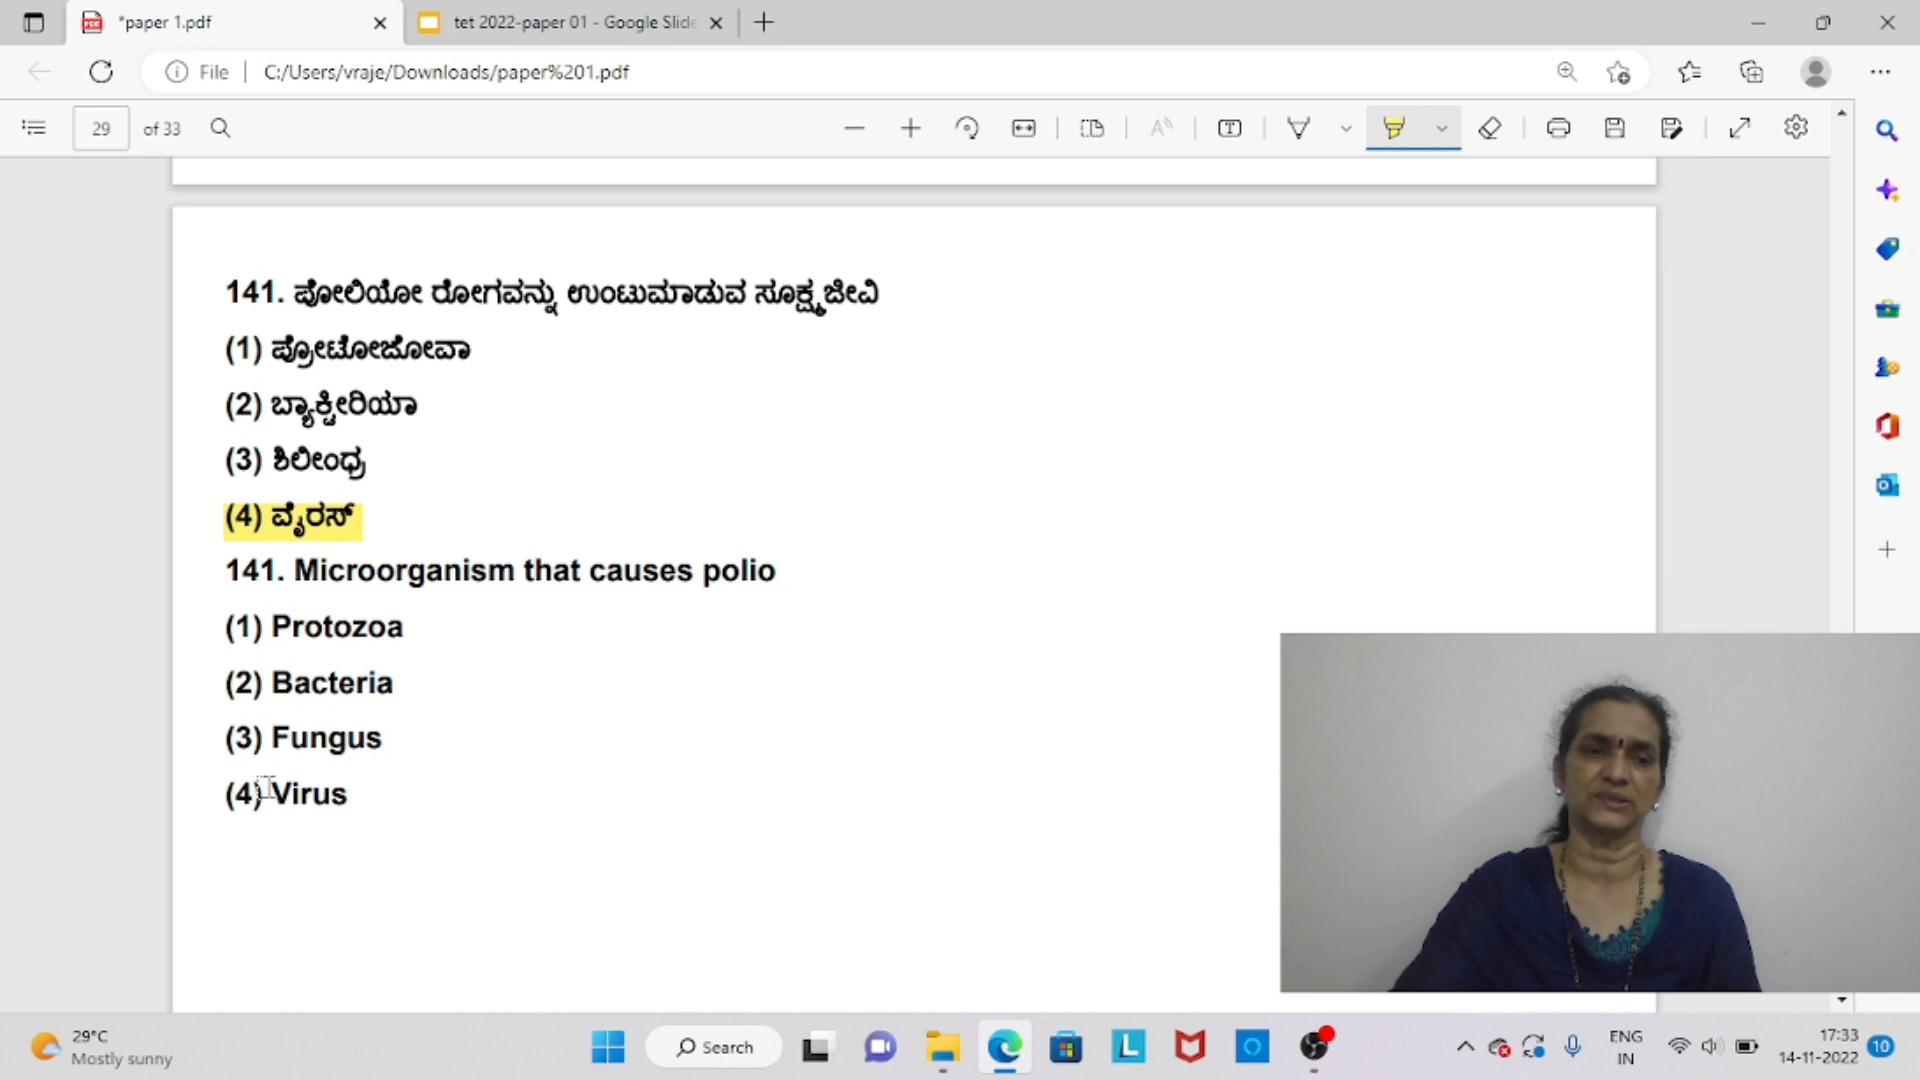 *paper 1.pdf
tet 2022-paper 01 - Google Slide
File
C:/Users/vraje/Downloads/paper%201.pdf
29 of 33
141. ಪೋಲಿಯೋ ರೋಗವನ್ನು ಉಂಟುಮಾಡುವ ಸೂಕ್ಷ್ಮಜೀವಿ
(1) ಪ್ರೋಟೋಜೋವಾ
(2) ಬ್ಯಾಕ್ಟೀರಿಯಾ
(3) ಶಿಲೀಂಧ್ರ
(4) ವೈರಸ್
141. Microorganism that causes polio
(1) Protozoa
(2) Bacteria
(3) Fungus
(4) Virus
29°C
Mostly sunny
Search
ENG
IN
17:33
14-11-2022
10